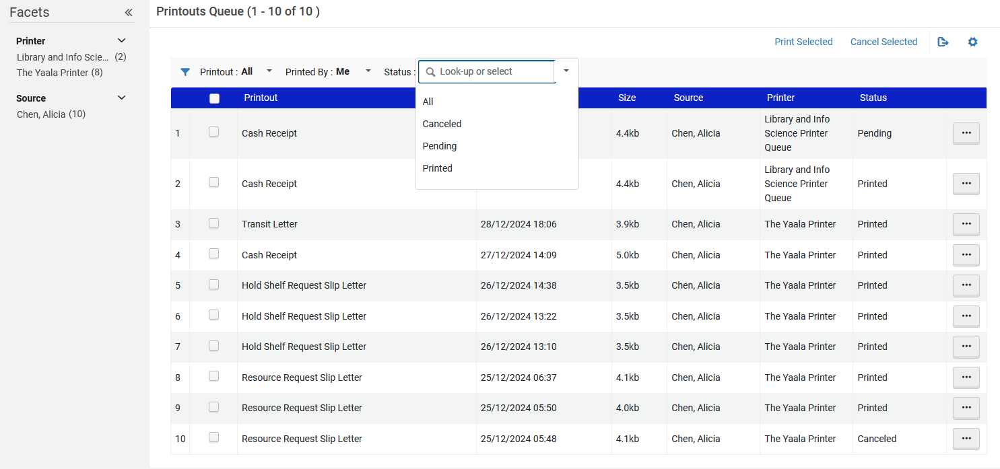 Facets
Printer
Library and Info Scie... (2)
The Yaala Printer (8)
Source
Chen, Alicia (10)
Printouts Queue (1 - 10 of 10 )
Print Selected Cancel Selected
Printout : All Printed By : Me Status : Look-up or select
All
Canceled
Pending
Printed
Printout Size Source Printer Status
1 Cash Receipt 4.4kb Chen, Alicia Library and Info Science Printer Queue Pending
2 Cash Receipt 4.4kb Chen, Alicia Library and Info Science Printer Queue Printed
3 Transit Letter 28/12/2024 18:06 3.9kb Chen, Alicia The Yaala Printer Printed
4 Cash Receipt 27/12/2024 14:09 5.0kb Chen, Alicia The Yaala Printer Printed
5 Hold Shelf Request Slip Letter 26/12/2024 14:38 3.5kb Chen, Alicia The Yaala Printer Printed
6 Hold Shelf Request Slip Letter 26/12/2024 13:22 3.5kb Chen, Alicia The Yaala Printer Printed
7 Hold Shelf Request Slip Letter 26/12/2024 13:10 3.5kb Chen, Alicia The Yaala Printer Printed
8 Resource Request Slip Letter 25/12/2024 06:37 4.1kb Chen, Alicia The Yaala Printer Printed
9 Resource Request Slip Letter 25/12/2024 05:50 4.0kb Chen, Alicia The Yaala Printer Printed
10 Resource Request Slip Letter 25/12/2024 05:48 4.1kb Chen, Alicia The Yaala Printer Canceled